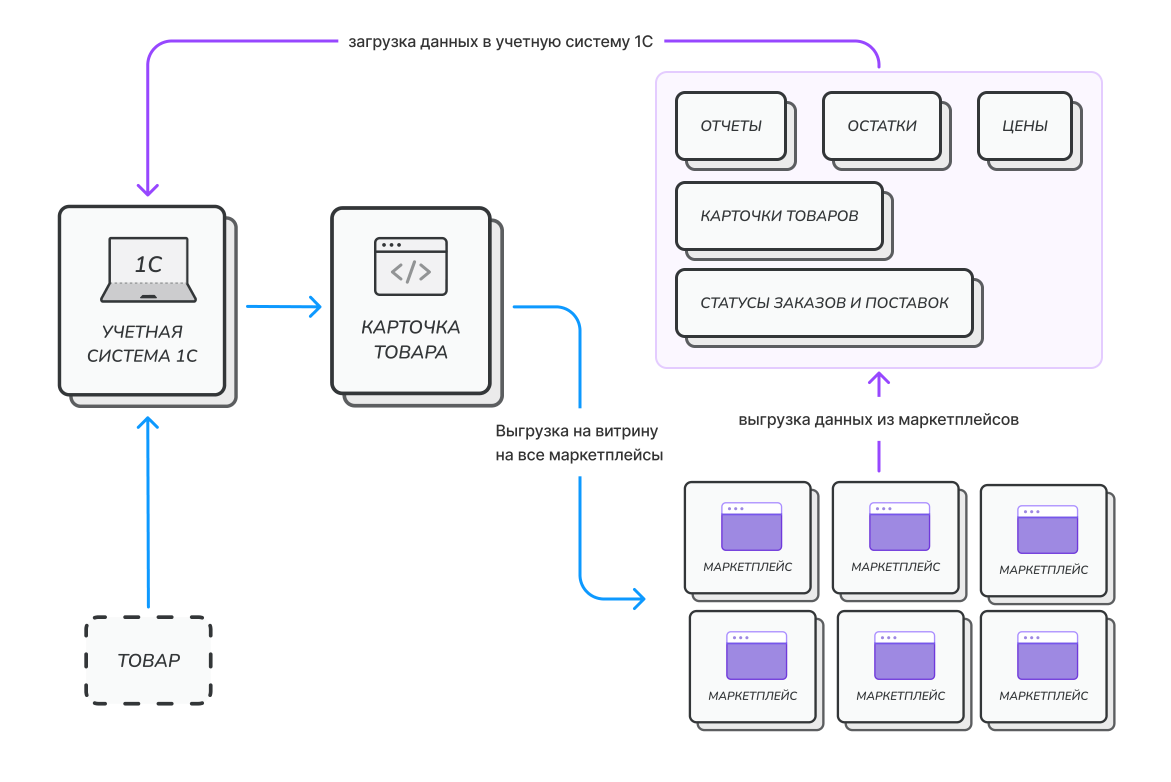 загрузка данных в учетную систему 1С
ОТЧЕТЫ
ОСТАТКИ
ЦЕНЫ
КАРТОЧКИ ТОВАРОВ
СТАТУСЫ ЗАКАЗОВ И ПОСТАВОК
1С
УЧЕТНАЯ
СИСТЕМА 1С
</>
КАРТОЧКА
ТОВАРА
Выгрузка на витрину
на все маркетплейсы
выгрузка данных из маркетплейсов
МАРКЕТПЛЕЙС
МАРКЕТПЛЕЙС
МАРКЕТПЛЕЙС
МАРКЕТПЛЕЙС
МАРКЕТПЛЕЙС
МАРКЕТПЛЕЙС
ТОВАР